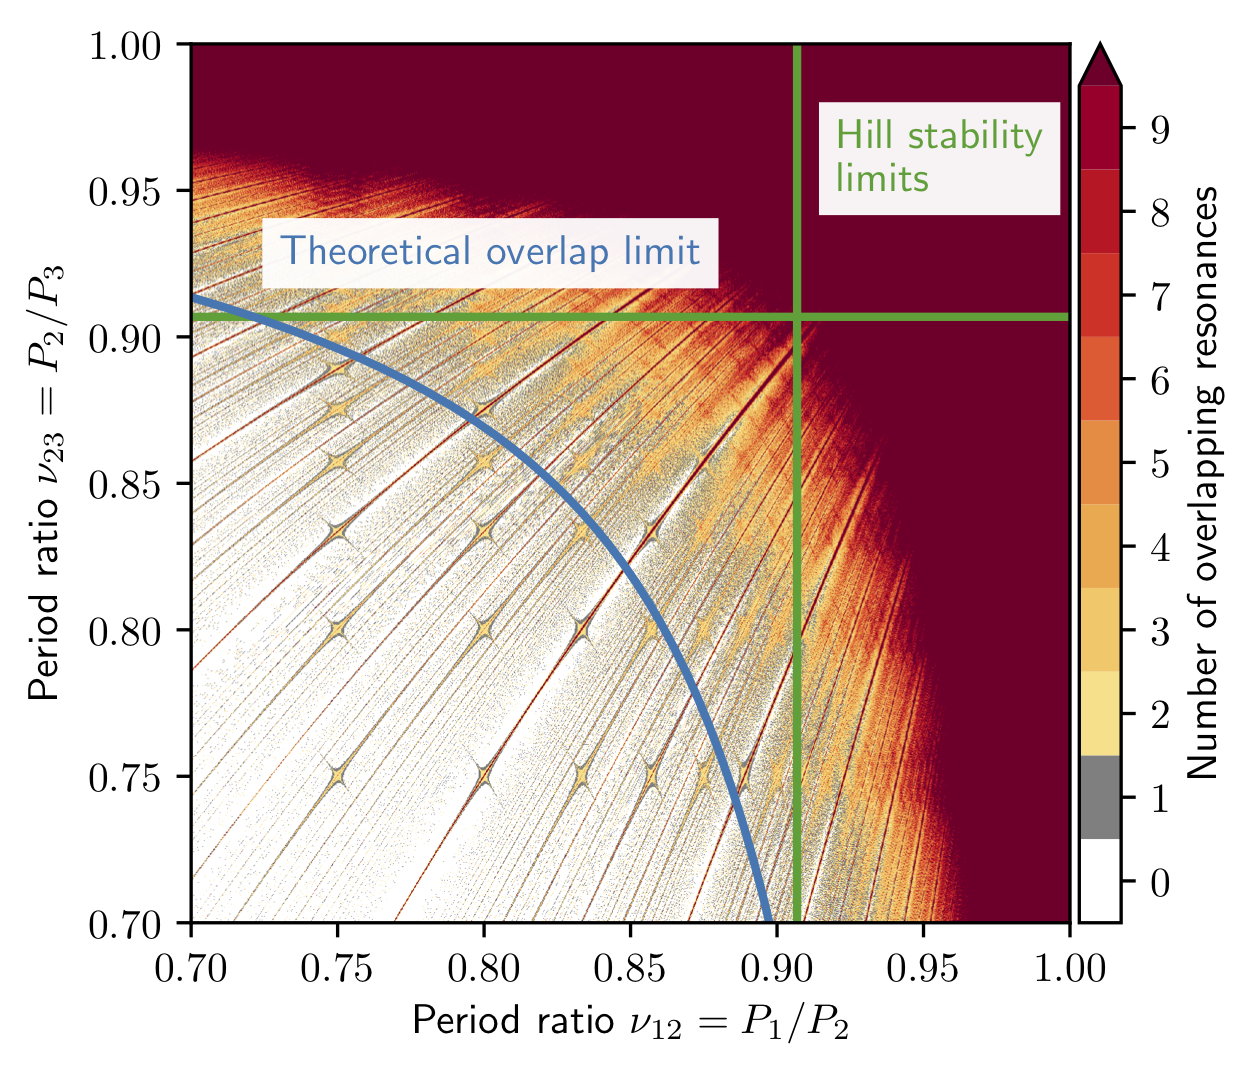 1.00
0.95
0.90
0.85
0.80
0.75
0.70
Period ratio ν23 = P2/P3
0.70 0.75 0.80 0.85 0.90 0.95 1.00
Period ratio ν12 = P1/P2
Theoretical overlap limit
Hill stability
limits
9
8
7
6
5
4
3
2
1
0
Number of overlapping resonances